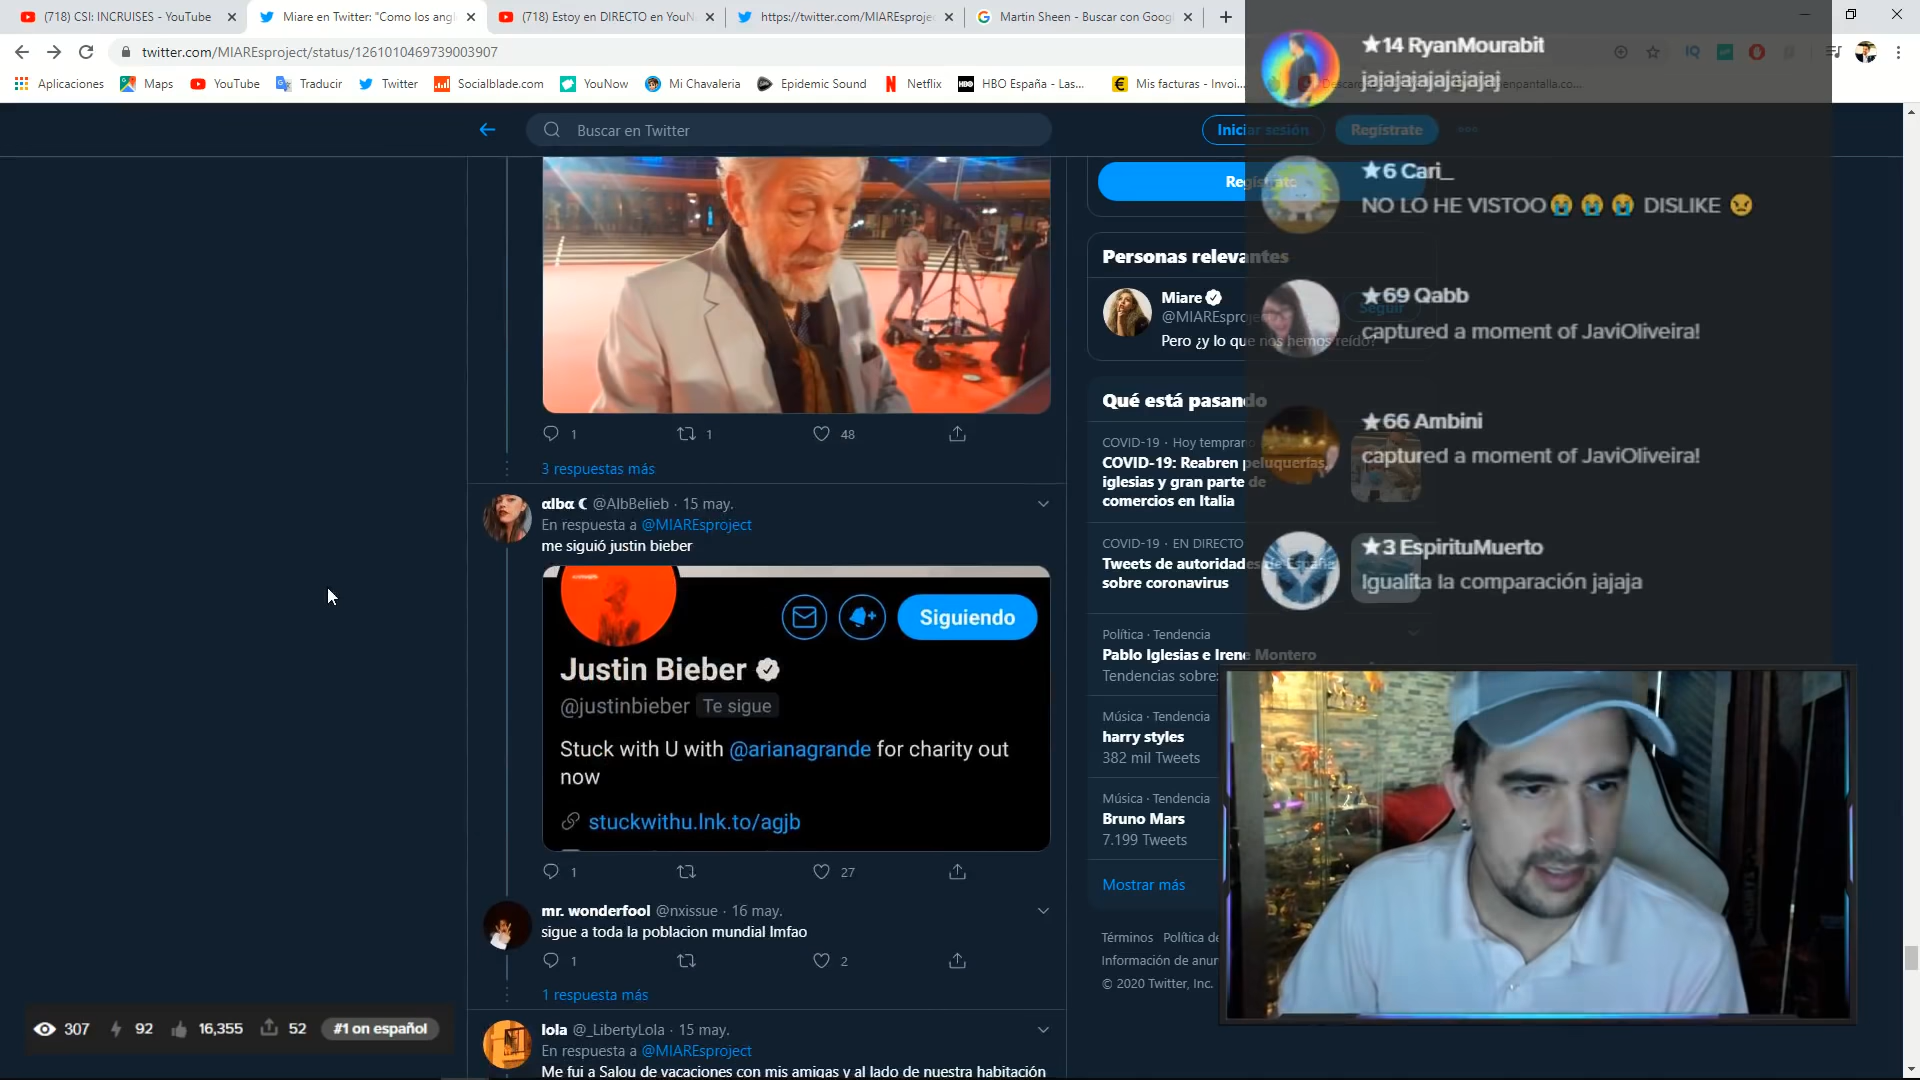 (718) CSI: INCRUISES - YouTube
Miare en Twitter: "Como los angl
(718) Estoy en DIRECTO en YouN
https://twitter.com/MIAREsproje
Martin Sheen - Buscar con Googl
twitter.com/MIAREsproject/status/1261010469739003907
Aplicaciones
Maps
YouTube
Traducir
Twitter
Socialblade.com
YouNow
Mi Chavaleria
Epidemic Sound
Netflix
HBO España - Las...
Mis facturas - Invoi...
Buscar en Twitter
Iniciar sesión
Regístrate
Regístrate
1
1
48
3 respuestas más
alba @AlbBelieb · 15 may.
En respuesta a @MIAREsproject
me siguió justin bieber
Siguiendo
Justin Bieber
@justinbieber Te sigue
Stuck with U with @arianagrande for charity out
now
stuckwithu.lnk.to/agjb
1
27
mr. wonderfool @nxissue · 16 may.
sigue a toda la poblacion mundial lmfao
1
2
1 respuesta más
lola @_LibertyLola · 15 may.
En respuesta a @MIAREsproject
Me fui a Salou de vacaciones con mis amigas y al lado de nuestra habitación
Personas relevantes
Miare
@MIAREsproje
Seguir
Pero ¿y lo que nos hemos reído?
Qué está pasando
COVID-19 · Hoy temprano
COVID-19: Reabren peluquerías,
iglesias y gran parte de
comercios en Italia
COVID-19 · EN DIRECTO
Tweets de autoridades de España
sobre coronavirus
Política · Tendencia
Pablo Iglesias e Irene Montero
Tendencias sobre:
Música · Tendencia
harry styles
382 mil Tweets
Música · Tendencia
Bruno Mars
7.199 Tweets
Mostrar más
Términos Política de
Información de anun
© 2020 Twitter, Inc.
★14 RyanMourabit
jajajajajajajajaj
★6 Cari_
NO LO HE VISTOO😭😭😭 DISLIKE 😠
★69 Qabb
captured a moment of JaviOliveira!
★66 Ambini
captured a moment of JaviOliveira!
★3 EspirituMuerto
Igualita la comparación jajaja
307
92
16,355
52
#1 on español